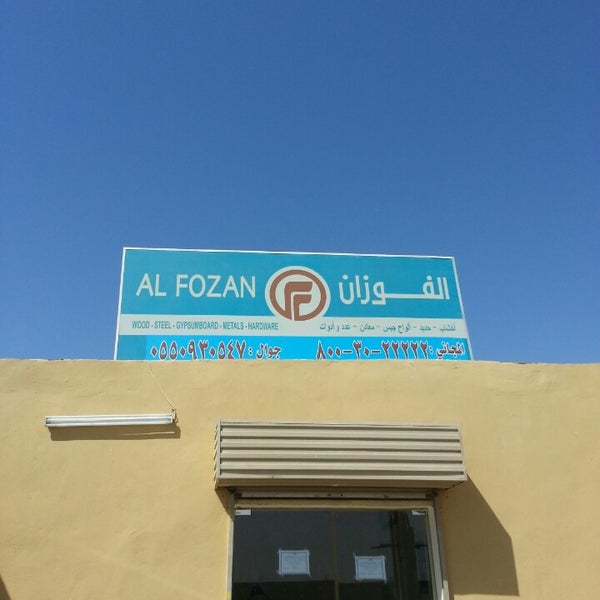 AL FOZAN
الفوزان
WOOD - STEEL - GYPSUMBOARD - METALS - HARDWARE
أخشاب - حديد - ألواح جبس - معادن - عدد و أدوات
المجاني : ٨٠٠-٣٠-٢٢٢٢٢
جوال : ٠٥٥٠٩٣٠٥٤٧